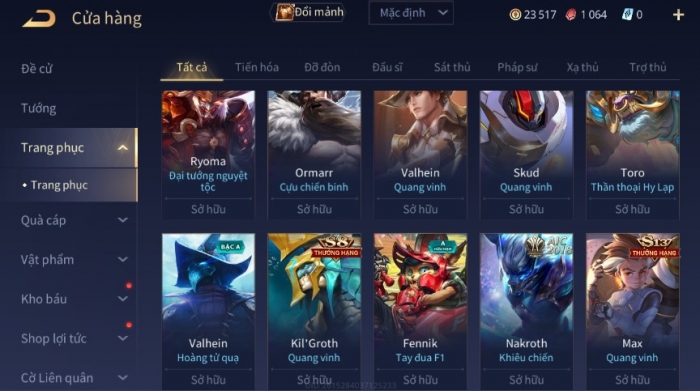 Cửa hàng
Đổi mảnh
Mặc định
23 517
1 064
0
Đề cử
Tướng
Trang phục
• Trang phục
Quà cáp
Vật phẩm
Kho báu
Shop lợi tức
Cờ Liên quân
Tất cả
Tiến hóa
Đỡ đòn
Đấu sĩ
Sát thủ
Pháp sư
Xạ thủ
Trợ thủ
Ryoma
Đại tướng nguyệt
tộc
Sở hữu
Ormarr
Cựu chiến binh
Sở hữu
Valhein
Quang vinh
Sở hữu
Skud
Quang vinh
Sở hữu
Toro
Thần thoại Hy Lạp
Sở hữu
BẬC A
Valhein
Hoàng tử quạ
Sở hữu
S8
THƯỞNG HẠNG
Kil'Groth
Quang vinh
Sở hữu
A
Fennik
Tay đua F1
Sở hữu
AIC
2018
Nakroth
Khiêu chiến
Sở hữu
S13
THƯỞNG HẠNG
Max
Quang vinh
Sở hữu